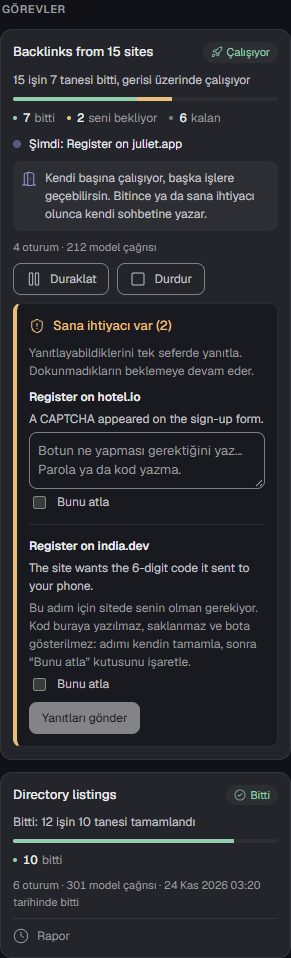 GÖREVLER
Backlinks from 15 sites
Çalışıyor
15 işin 7 tanesi bitti, gerisi üzerinde çalışıyor
7 bitti
2 seni bekliyor
6 kalan
Şimdi: Register on juliet.app
Kendi başına çalışıyor, başka işlere
geçebilirsin. Bitince ya da sana ihtiyacı
olunca kendi sohbetine yazar.
4 oturum · 212 model çağrısı
Duraklat
Durdur
Sana ihtiyacı var (2)
Yanıtlayabildiklerini tek seferde yanıtla.
Dokunmadıkların beklemeye devam eder.
Register on hotel.io
A CAPTCHA appeared on the sign-up form.
Botun ne yapması gerektiğini yaz...
Parola ya da kod yazma.
Bunu atla
Register on india.dev
The site wants the 6-digit code it sent to
your phone.
Bu adım için sitede senin olman gerekiyor.
Kod buraya yazılmaz, saklanmaz ve bota
gösterilmez: adımı kendin tamamla, sonra
“Bunu atla” kutusunu işaretle.
Bunu atla
Yanıtları gönder
Directory listings
Bitti
Bitti: 12 işin 10 tanesi tamamlandı
10 bitti
6 oturum · 301 model çağrısı · 24 Kas 2026 03:20
tarihinde bitti
Rapor